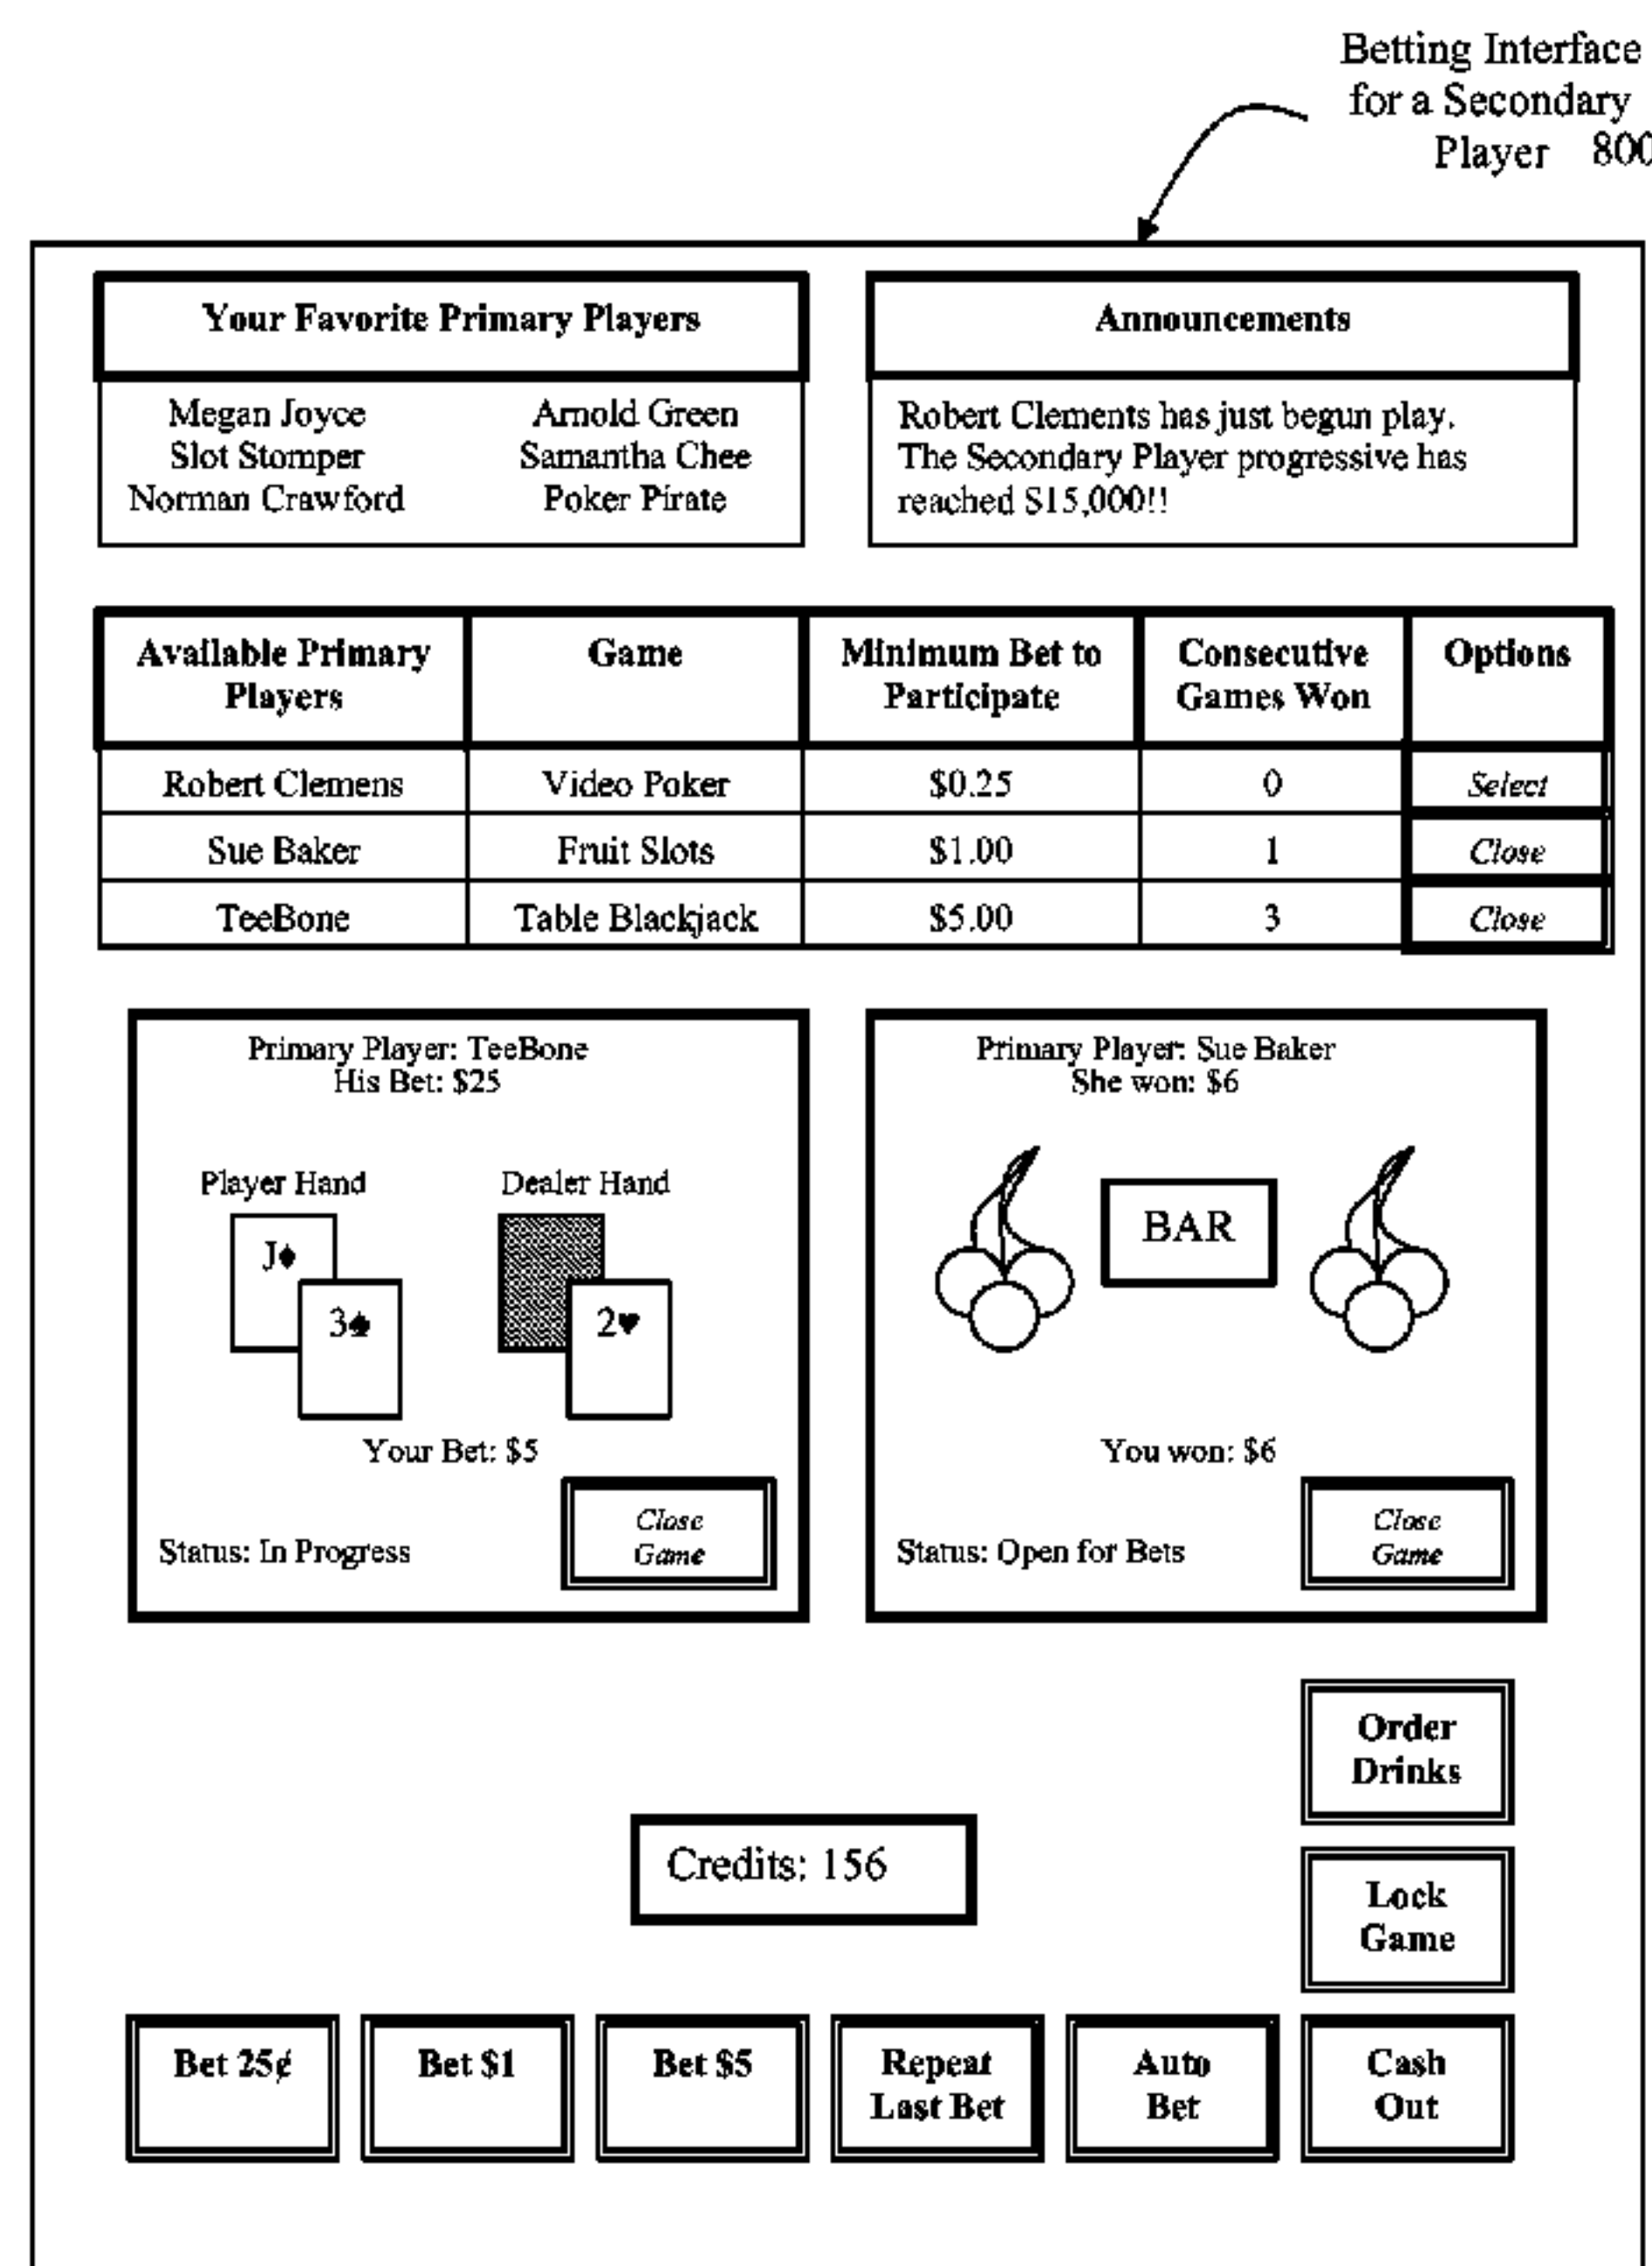 Betting Interface
for a Secondary
Player 800
Your Favorite Primary Players
Megan Joyce Arnold Green
Slot Stomper Samantha Chee
Norman Crawford Poker Pirate
Announcements
Robert Clements has just begun play.
The Secondary Player progressive has
reached $15,000!!
Available Primary Players Game Minimum Bet to Participate Consecutive Games Won Options
Robert Clemens Video Poker $0.25 0 Select
Sue Baker Fruit Slots $1.00 1 Close
TeeBone Table Blackjack $5.00 3 Close
Primary Player: TeeBone
His Bet: $25
Player Hand Dealer Hand
J♦
3♠ 2♥
Your Bet: $5
Status: In Progress
Close
Game
Primary Player: Sue Baker
She won: $6
BAR
You won: $6
Status: Open for Bets
Close
Game
Order
Drinks
Credits: 156
Lock
Game
Bet 25¢
Bet $1
Bet $5
Repeat
Last Bet
Auto
Bet
Cash
Out